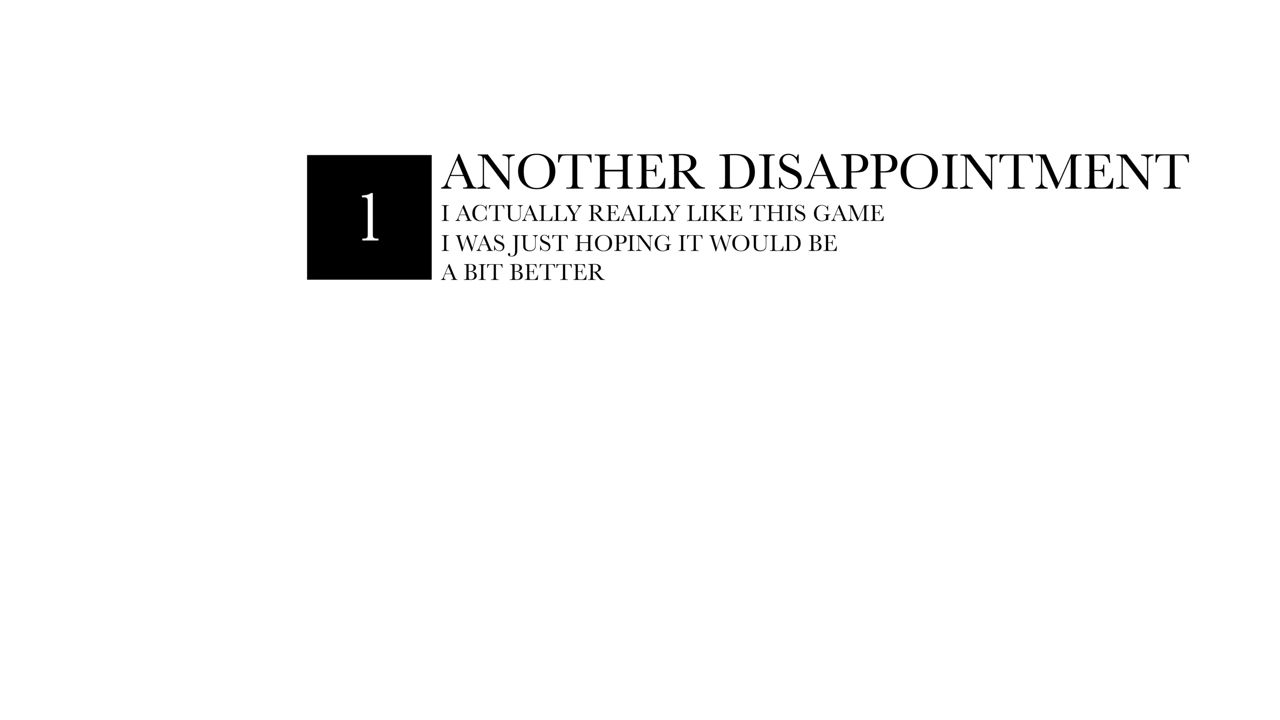 1
ANOTHER DISAPPOINTMENT
I ACTUALLY REALLY LIKE THIS GAME
I WAS JUST HOPING IT WOULD BE
A BIT BETTER